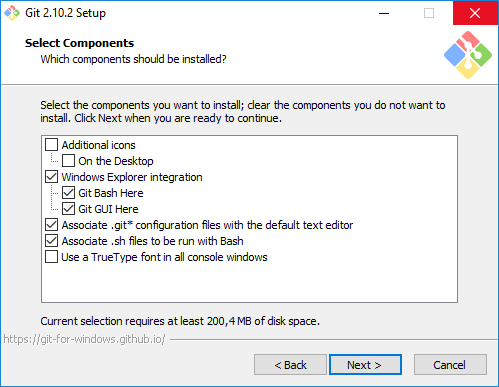 Git 2.10.2 Setup
Select Components
Which components should be installed?
Select the components you want to install; clear the components you do not want to
install. Click Next when you are ready to continue.
Additional icons
On the Desktop
Windows Explorer integration
Git Bash Here
Git GUI Here
Associate .git* configuration files with the default text editor
Associate .sh files to be run with Bash
Use a TrueType font in all console windows
Current selection requires at least 200,4 MB of disk space.
https://git-for-windows.github.io/
< Back
Next >
Cancel